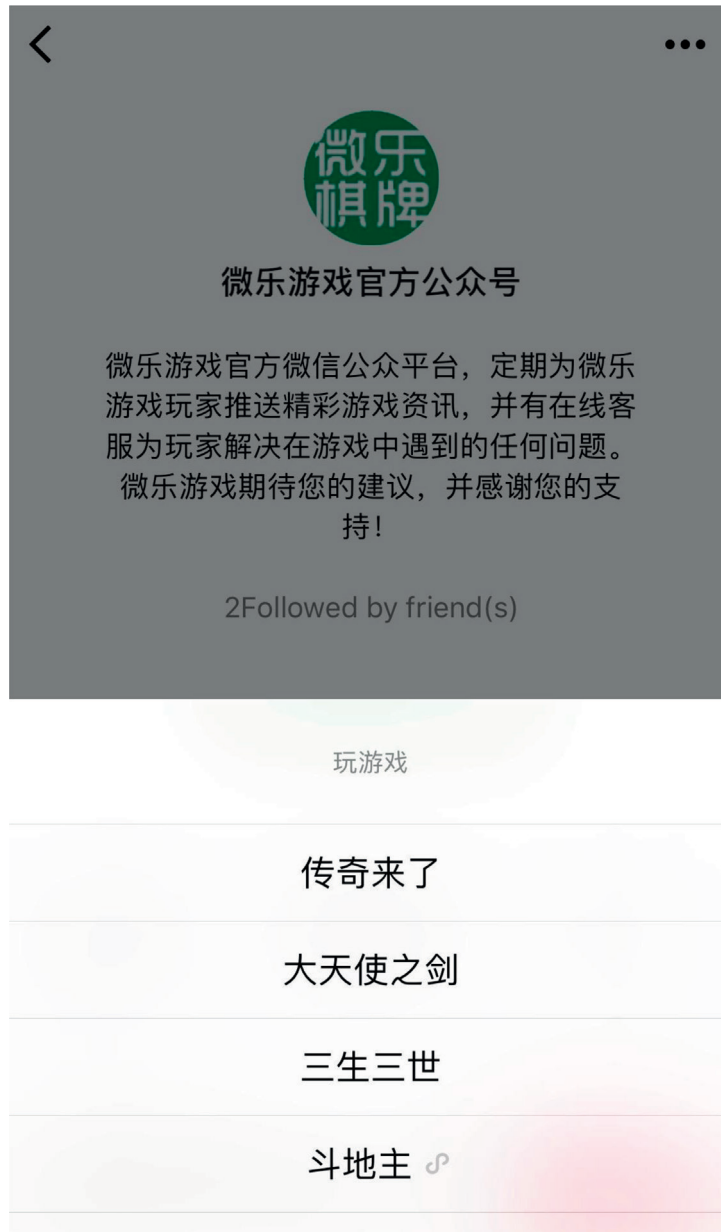 微乐
棋牌
微乐游戏官方公众号
微乐游戏官方微信公众平台，定期为微乐
游戏玩家推送精彩游戏资讯，并有在线客
服为玩家解决在游戏中遇到的任何问题。
微乐游戏期待您的建议，并感谢您的支
持！
2Followed by friend(s)
玩游戏
传奇来了
大天使之剑
三生三世
斗地主